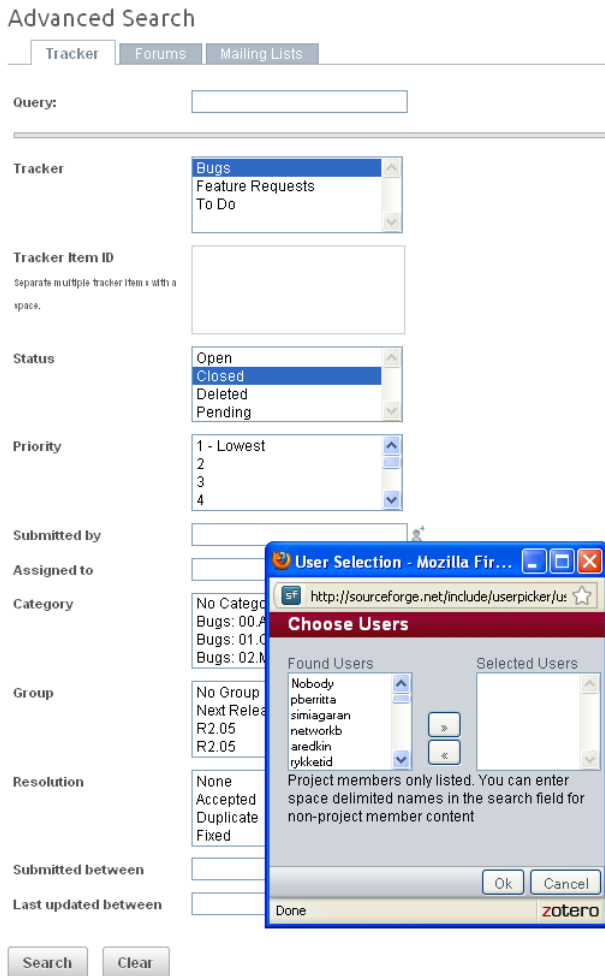 Advanced Search
Tracker Forums Mailing Lists
Query:
Tracker
Bugs
Feature Requests
To Do
Tracker Item ID
Separate multiple tracker items with a
space.
Status
Open
Closed
Deleted
Pending
Priority
1 - Lowest
2
3
4
Submitted by
Assigned to
Category
No Catego
Bugs: 00.A
Bugs: 01.C
Bugs: 02.M
Group
No Group
Next Relea
R2.05
R2.05
Resolution
None
Accepted
Duplicate
Fixed
Submitted between
Last updated between
Search Clear
User Selection - Mozilla Fir...
sf http://sourceforge.net/include/userpicker/u:
Choose Users
Found Users Selected Users
Nobody
pberritta
simiagaran
networkb
aredkin
rykketid
» 
«
Project members only listed. You can enter
space delimited names in the search field for
non-project member content
Ok Cancel
Done zotero